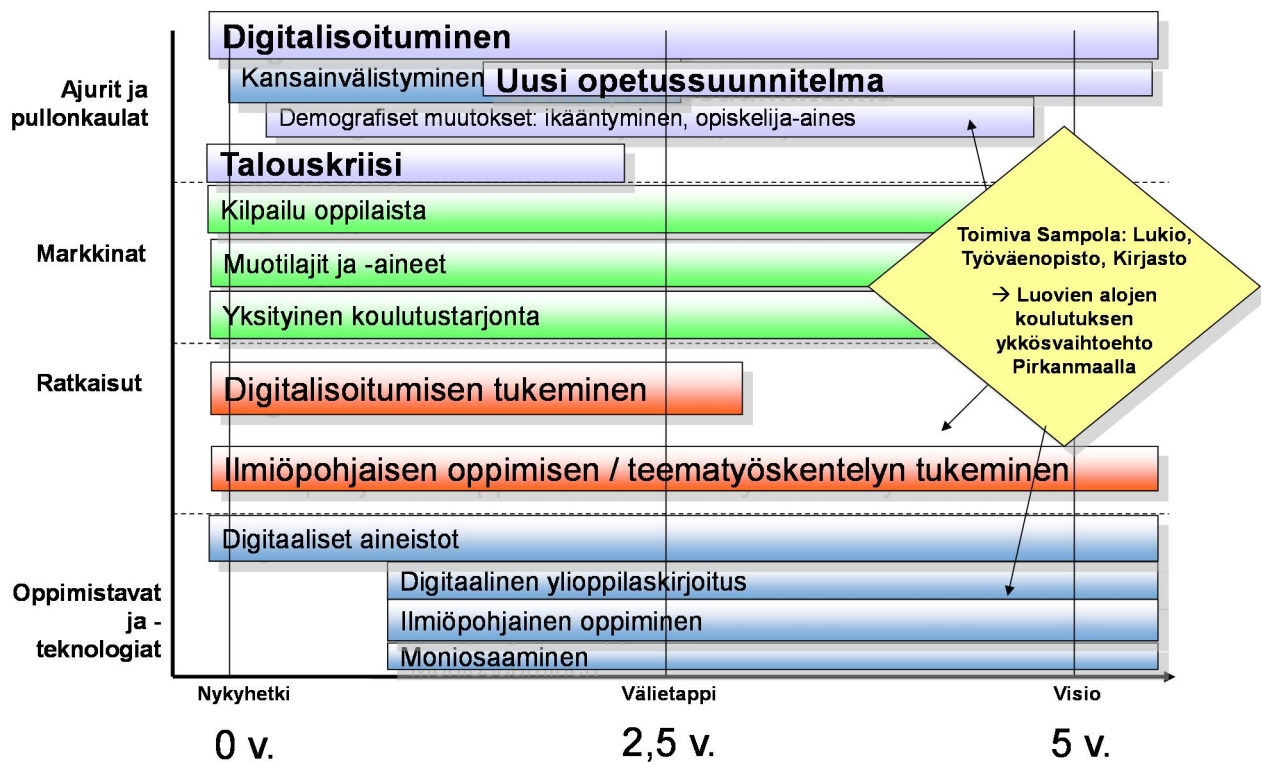 Digitalisoituminen
Ajurit ja
pullonkaulat
Kansainvälistyminen
Uusi opetussuunnitelma
Demografiset muutokset: ikääntyminen, opiskelija-aines
Talouskriisi
Markkinat
Kilpailu oppilaista
Muotilajit ja -aineet
Yksityinen koulutustarjonta
Toimiva Sampola: Lukio,
Työväenopisto, Kirjasto
→ Luovien alojen
koulutuksen
ykkösvaihtoehto
Pirkanmaalla
Ratkaisut
Digitalisoitumisen tukeminen
Ilmiöpohjaisen oppimisen / teematyöskentelyn tukeminen
Oppimistavat
ja -
teknologiat
Digitaaliset aineistot
Digitaalinen ylioppilaskirjoitus
Ilmiöpohjainen oppiminen
Moniosaaminen
Nykyhetki
Välietappi
Visio
0 v.
2,5 v.
5 v.